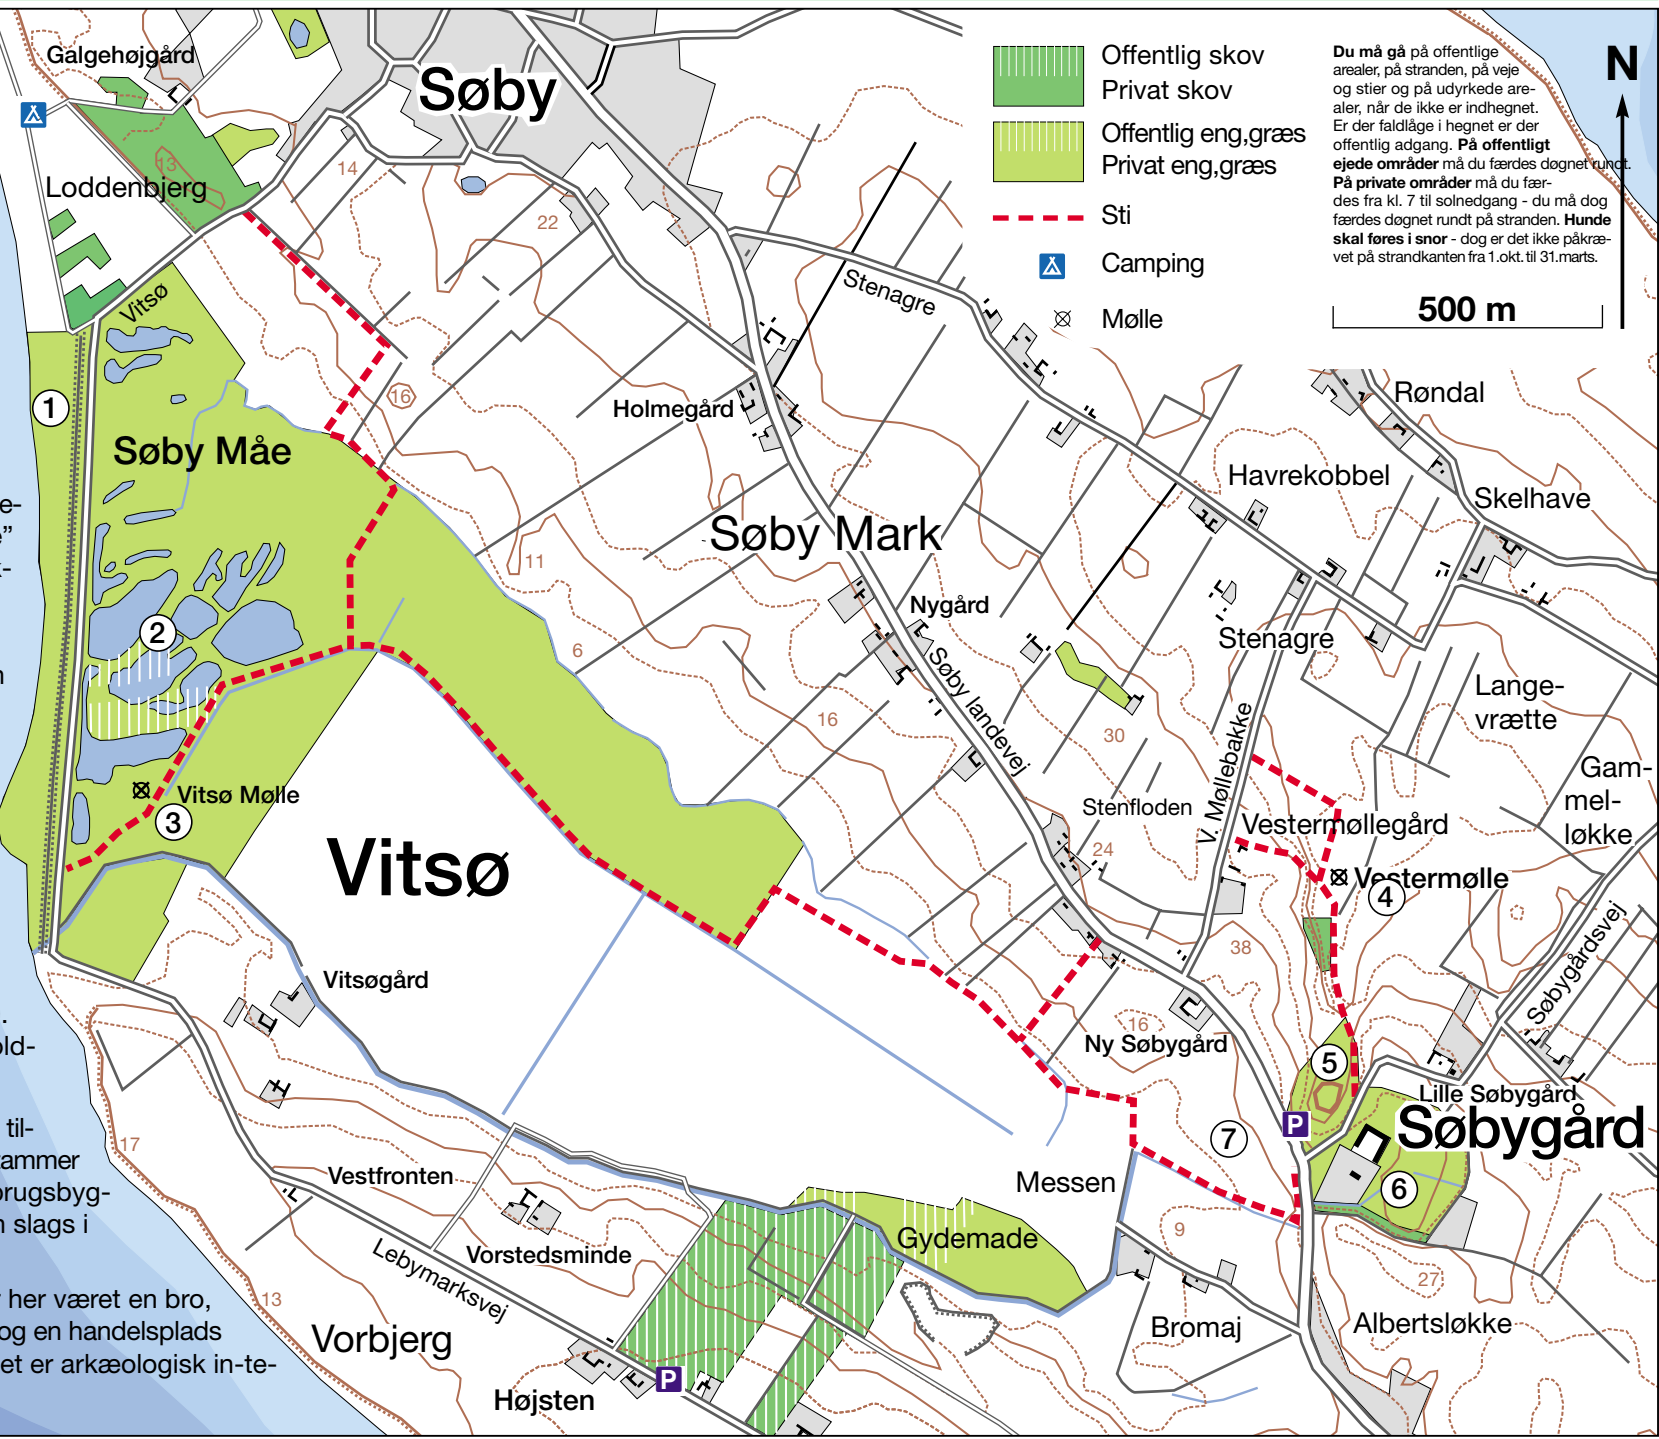 Galgehøjgård
Søby
Loddenbjerg
13
14
22
Vitsø
Stenagre
Offentlig skov
Privat skov
Offentlig eng,græs
Privat eng,græs
Sti
Camping
Mølle
Du må gå på offentlige
arealer, på stranden, på veje
og stier og på udyrkede are-
aler, når de ikke er indhegnet.
Er der faldlåge i hegnet er der
offentlig adgang. På offentligt
ejede områder må du færdes døgnet rundt.
På private områder må du fær-
des fra kl. 7 til solnedgang - du må dog
færdes døgnet rundt på stranden. Hunde
skal føres i snor - dog er det ikke påkræ-
vet på strandkanten fra 1.okt. til 31.marts.
N
500 m
1
16
Holmegård
Røndal
Søby Måe
Havrekobbel
Skelhave
Søby Mark
11
Nygård
2
6
Stenagre
Søby landevej
Lange-
vrætte
16
30
V. Møllebakke
Gam-
mel-
løkke
Vitsø Mølle
3
Stenfloden
Vestermøllegård
24
Vitsø
Vestermølle
4
38
Søbygårdsvej
Vitsøgård
16
Ny Søbygård
5
Lille Søbygård
P
Søbygård
7
17
Vestfronten
Messen
6
9
Gydemade
Vorstedsminde
Lebymarksvej
27
13
Vorbjerg
Bromaj
Albertsløkke
P
Højsten
e-
”
k-
n
.
old-
til-
tammer
brugsbyg-
n slags i
r her været en bro,
og en handelsplads
et er arkæologisk in-te-